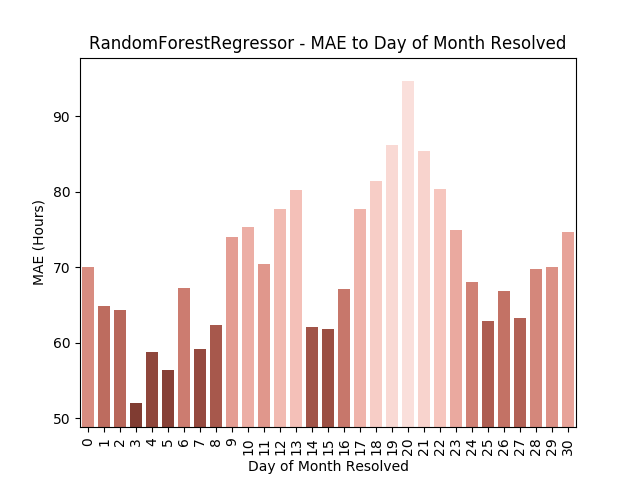 RandomForestRegressor - MAE to Day of Month Resolved
90
80
70
60
50
MAE (Hours)
0 1 2 3 4 5 6 7 8 9 10 11 12 13 14 15 16 17 18 19 20 21 22 23 24 25 26 27 28 29 30
Day of Month Resolved